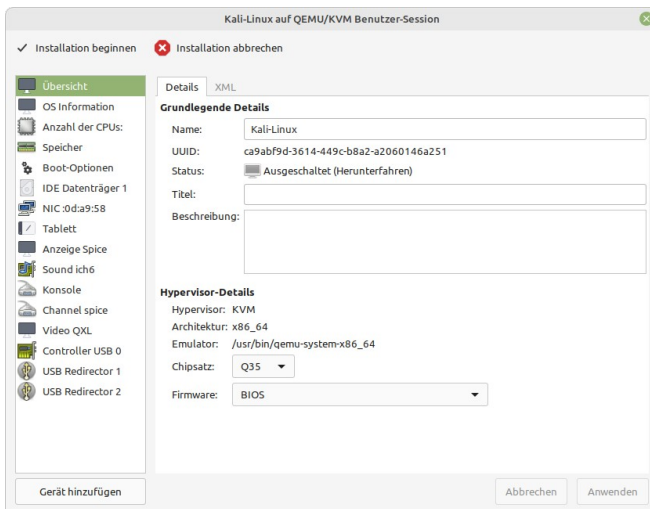 Kali-Linux auf QEMU/KVM Benutzer-Session
Installation beginnen
Installation abbrechen
Übersicht
OS Information
Anzahl der CPUs:
Speicher
Boot-Optionen
IDE Datenträger 1
NIC :0d:a9:58
Tablett
Anzeige Spice
Sound ich6
Konsole
Channel spice
Video QXL
Controller USB 0
USB Redirector 1
USB Redirector 2
Gerät hinzufügen
Details XML
Grundlegende Details
Name: Kali-Linux
UUID: ca9abf9d-3614-449c-b8a2-a2060146a251
Status: Ausgeschaltet (Herunterfahren)
Titel:
Beschreibung:
Hypervisor-Details
Hypervisor: KVM
Architektur: x86_64
Emulator: /usr/bin/qemu-system-x86_64
Chipsatz: Q35
Firmware: BIOS
Abbrechen Anwenden